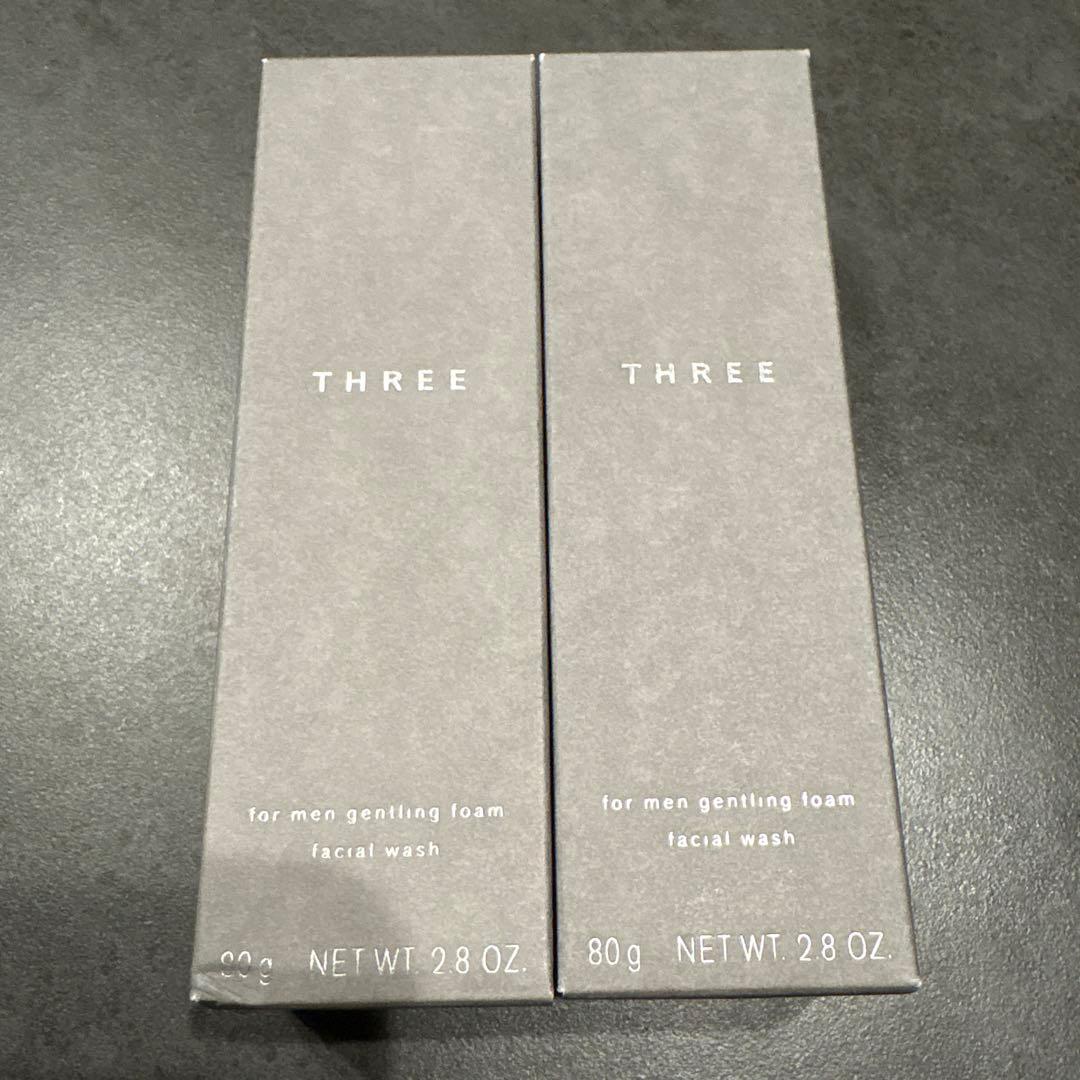 THREE
for men gentling foam
facial wash
80g NET WT. 2.8 OZ.
THREE
for men gentling foam
facial wash
80g NET WT. 2.8 OZ.